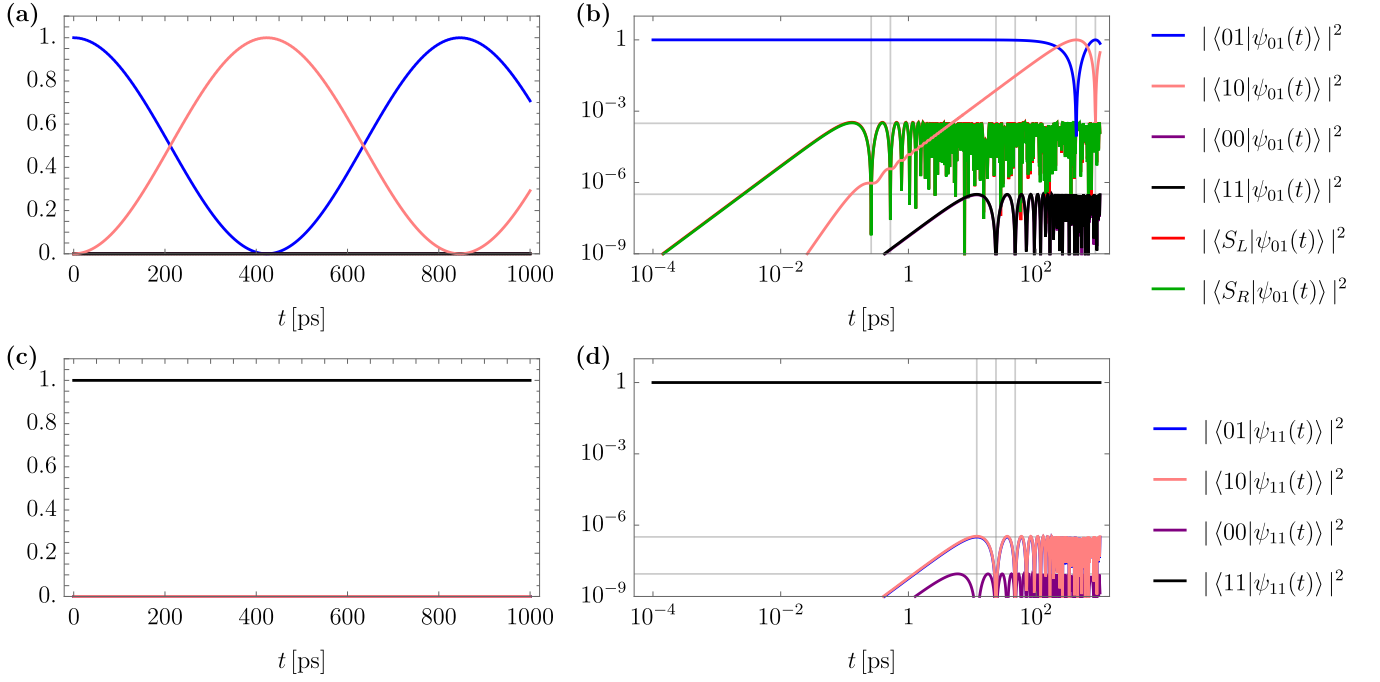 (a)
1.
0.8
0.6
0.4
0.2
0.
0 200 400 600 800 1000
t [ps]
(b)
1
10⁻³
10⁻⁶
10⁻⁹
10⁻⁴ 10⁻² 1 10²
t [ps]
| ⟨01|ψ₀₁(t)⟩ |²
| ⟨10|ψ₀₁(t)⟩ |²
| ⟨00|ψ₀₁(t)⟩ |²
| ⟨11|ψ₀₁(t)⟩ |²
| ⟨S_L|ψ₀₁(t)⟩ |²
| ⟨S_R|ψ₀₁(t)⟩ |²
(c)
1.
0.8
0.6
0.4
0.2
0.
0 200 400 600 800 1000
t [ps]
(d)
1
10⁻³
10⁻⁶
10⁻⁹
10⁻⁴ 10⁻² 1 10²
t [ps]
| ⟨01|ψ₁₁(t)⟩ |²
| ⟨10|ψ₁₁(t)⟩ |²
| ⟨00|ψ₁₁(t)⟩ |²
| ⟨11|ψ₁₁(t)⟩ |²